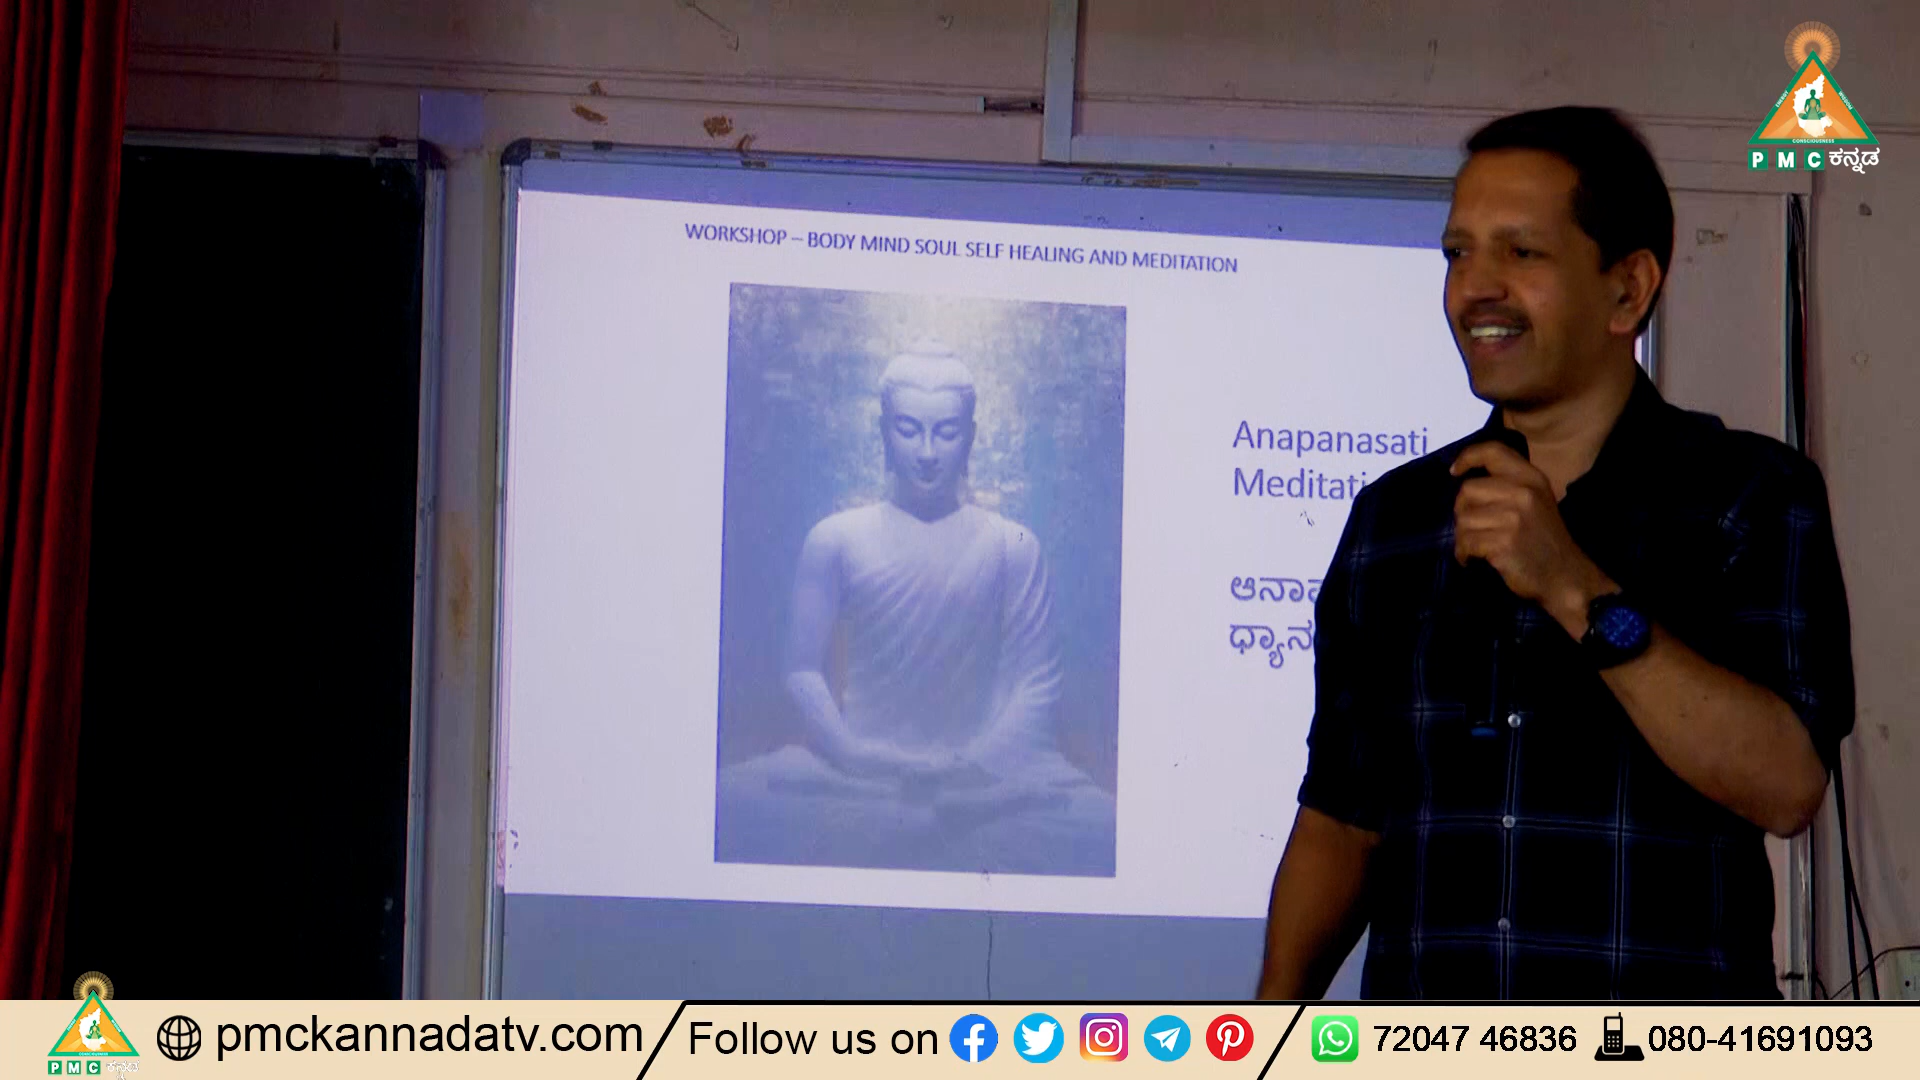 PMC ಕನ್ನಡ
WORKSHOP – BODY MIND SOUL SELF HEALING AND MEDITATION
Anapanasati
ಧ್ಯಾನ
PMC
pmckannadatv.com
Follow us on
72047 46836
080-41691093